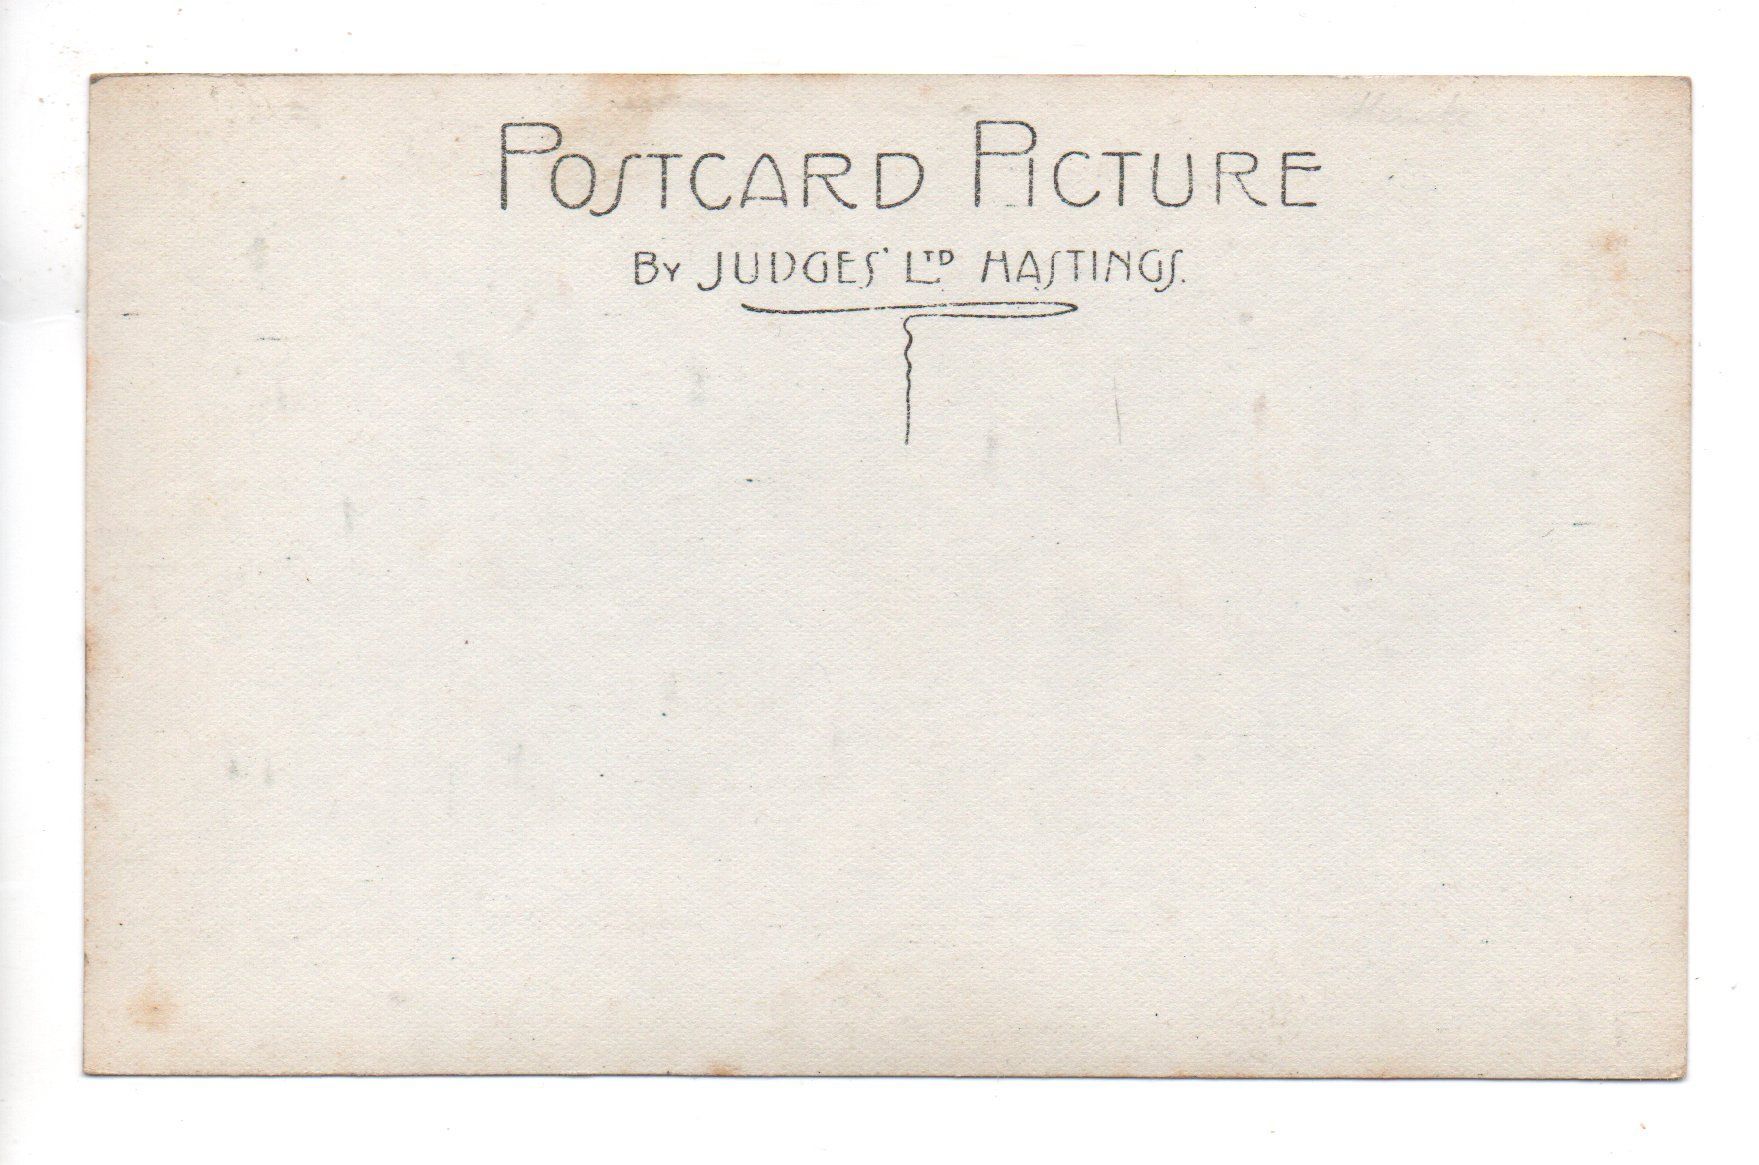 POSTCARD PICTURE
BY JUDGES' LTD HASTINGS.